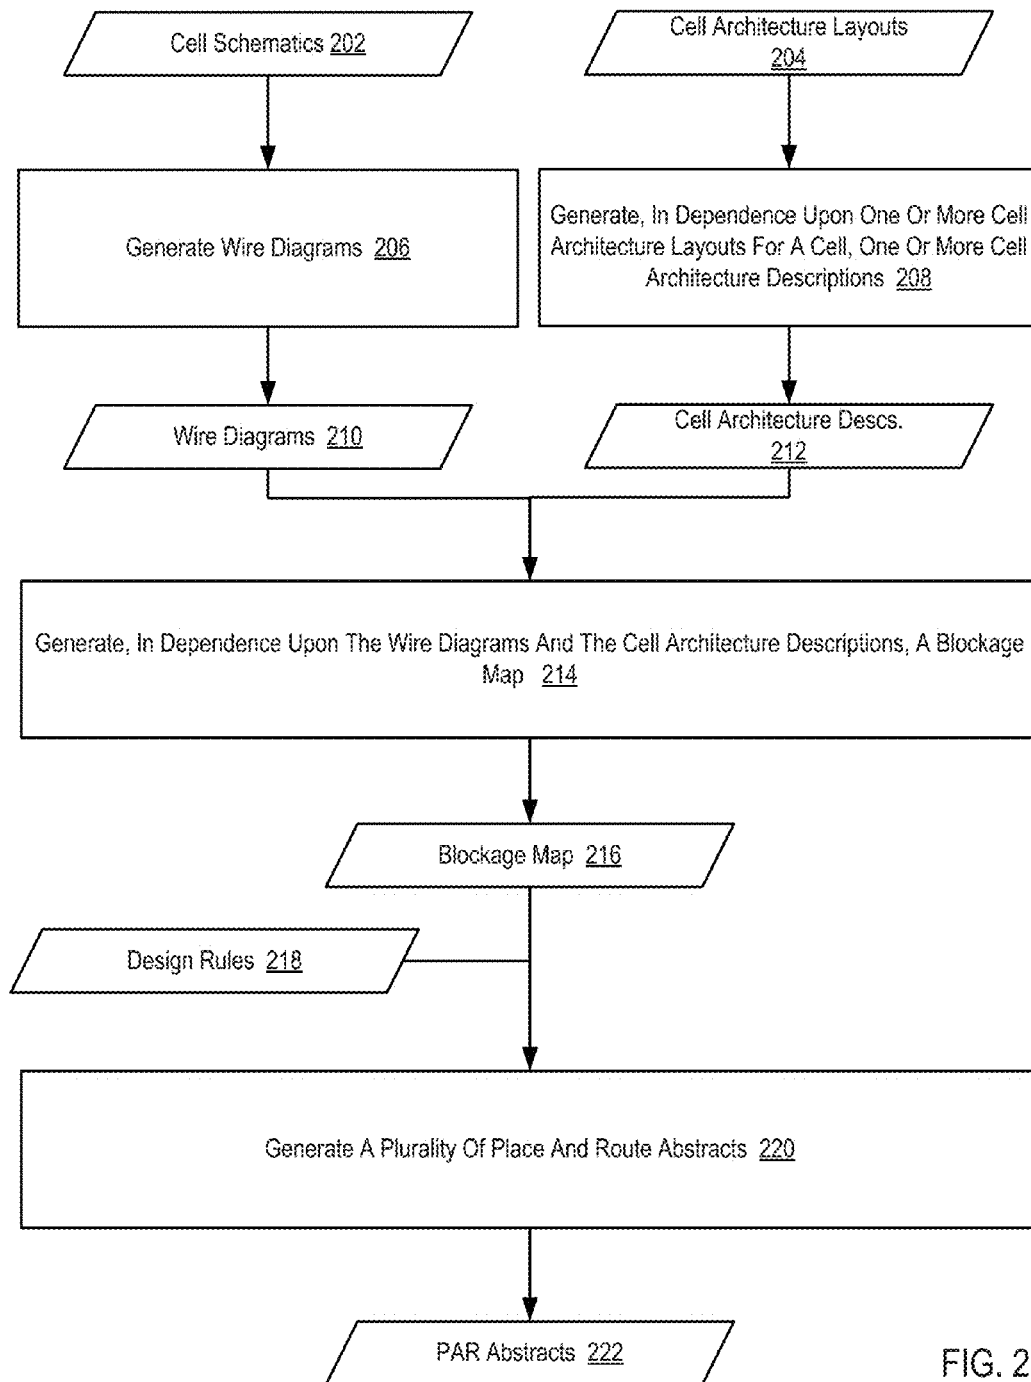 Cell Schematics 202
Cell Architecture Layouts
204
Generate Wire Diagrams 206
Generate, In Dependence Upon One Or More Cell
Architecture Layouts For A Cell, One Or More Cell
Architecture Descriptions 208
Wire Diagrams 210
Cell Architecture Descs.
212
Generate, In Dependence Upon The Wire Diagrams And The Cell Architecture Descriptions, A Blockage
Map 214
Blockage Map 216
Design Rules 218
Generate A Plurality Of Place And Route Abstracts 220
PAR Abstracts 222
FIG. 2